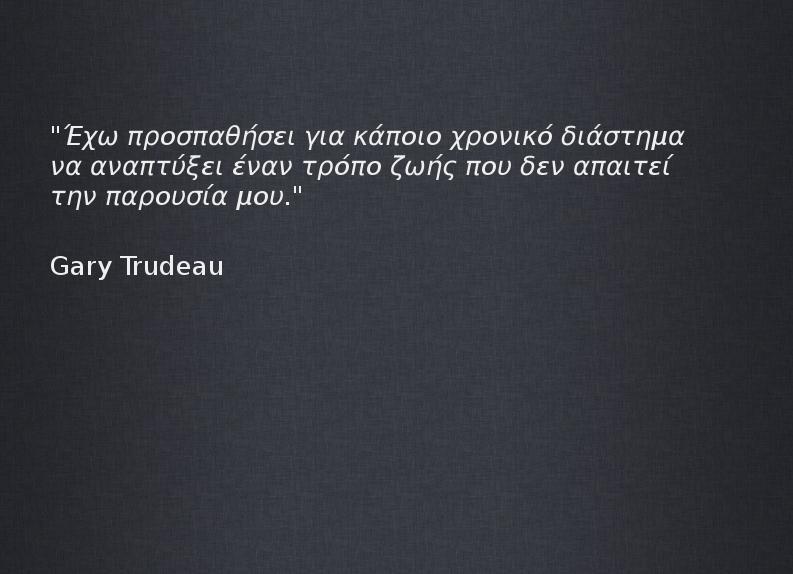 "Έχω προσπαθήσει για κάποιο χρονικό διάστημα
να αναπτύξει έναν τρόπο ζωής που δεν απαιτεί
την παρουσία μου."
Gary Trudeau